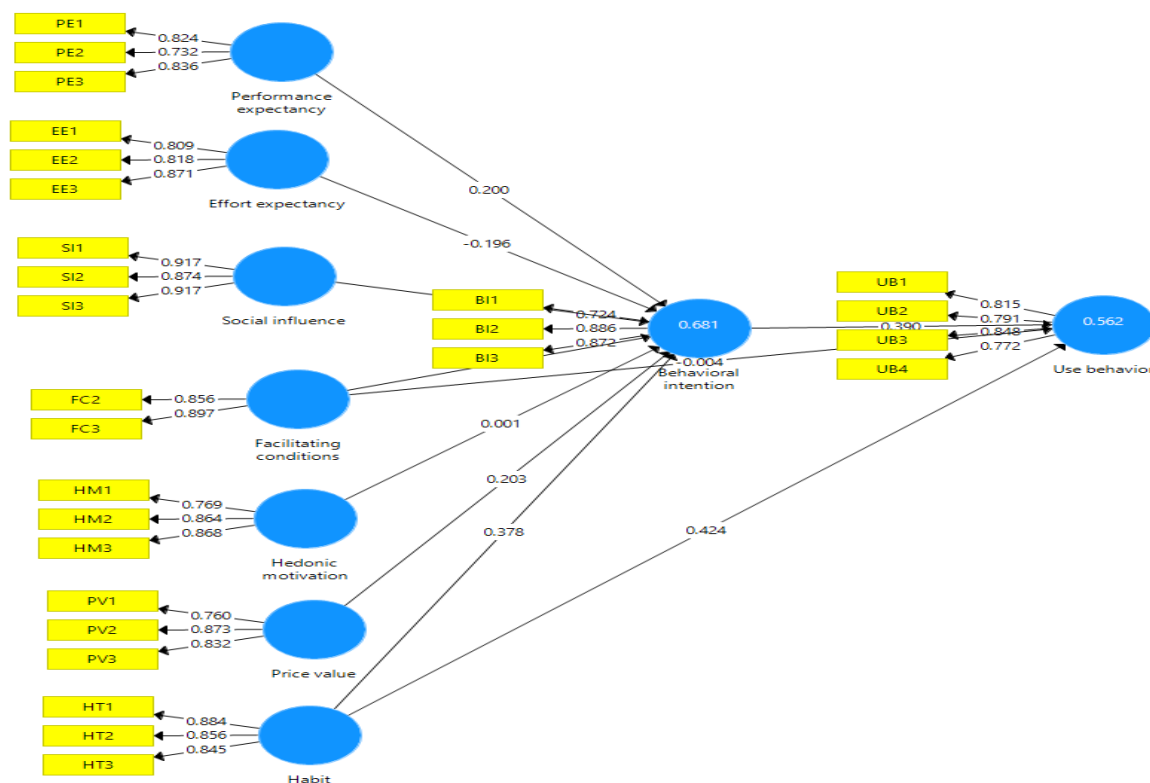 PE1
0.824
PE2
0.732
PE3
0.836
Performance
expectancy
EE1
0.809
EE2
0.818
EE3
0.871
Effort expectancy
SI1
0.917
SI2
0.874
SI3
0.917
Social influence
FC2
0.856
FC3
0.897
Facilitating
conditions
HM1
0.769
HM2
0.864
HM3
0.868
Hedonic
motivation
PV1
0.760
PV2
0.873
PV3
0.832
Price value
HT1
0.884
HT2
0.856
HT3
0.845
Habit
0.200
-0.196
0.001
0.203
0.378
BI1
0.724
BI2
0.886
BI3
0.872
0.681
Behavioral
intention
0.390
-0.004
0.424
UB1
0.815
UB2
0.791
UB3
0.848
UB4
0.772
0.562
Use behavior